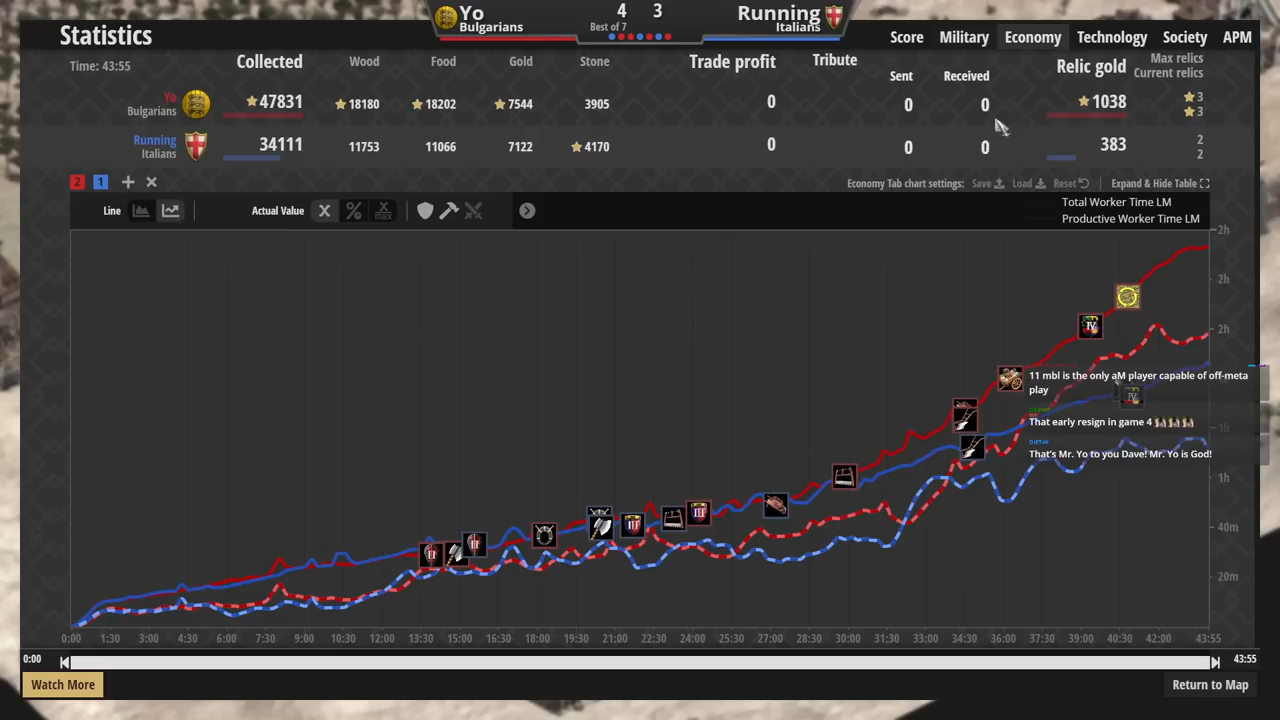 Yo
Bulgarians
4 3
Best of 7
Running
Italians
Statistics
Score Military Economy Technology Society APM
Time: 43:55
Collected Wood Food Gold Stone Trade profit Tribute Sent Received Relic gold Max relics
Current relics
Yo
Bulgarians
47831 18180 18202 7544 3905 0 0 0 1038 3
3
Running
Italians
34111 11753 11066 7122 4170 0 0 0 383 2
2
2 1
Economy Tab chart settings: Save Load Reset Expand & Hide Table
Line Actual Value X % X/max
Total Worker Time LM
Productive Worker Time LM
2h
2h
2h
1h
1h
40m
20m
IV
IV
II
II
III
III
11 mbl is the only aM player capable of off-meta
play
That early resign in game 4
That's Mr. Yo to you Dave! Mr. Yo is God!
0:00 1:30 3:00 4:30 6:00 7:30 9:00 10:30 12:00 13:30 15:00 16:30 18:00 19:30 21:00 22:30 24:00 25:30 27:00 28:30 30:00 31:30 33:00 34:30 36:00 37:30 39:00 40:30 42:00 43:55
0:00 43:55
Watch More
Return to Map